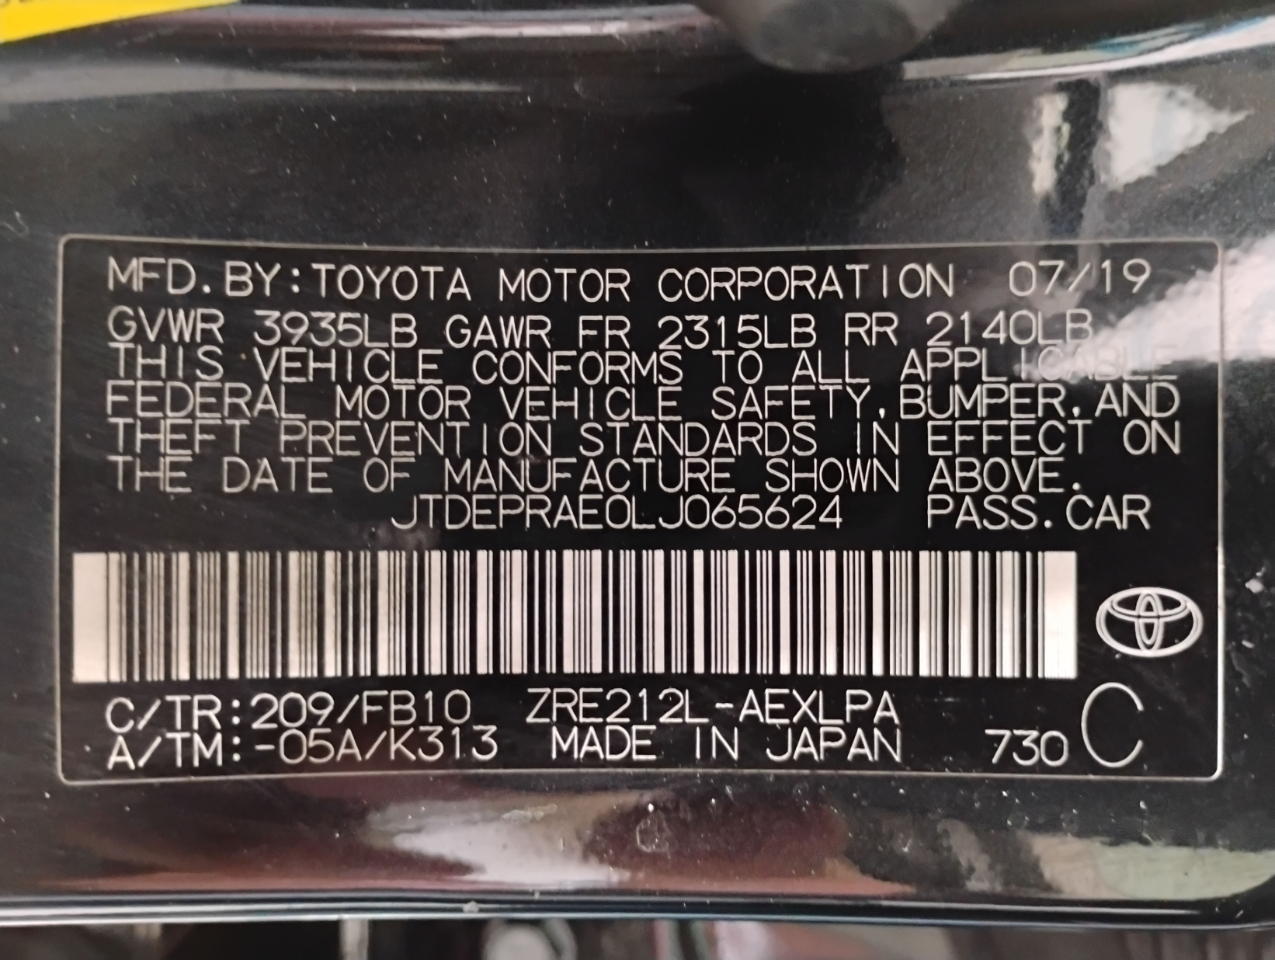 MFD. BY: TOYOTA MOTOR CORPORATION 07/19
GVWR 3935LB GAWR FR 2315LB RR 2140LB
THIS VEHICLE CONFORMS TO ALL APPLICABLE
FEDERAL MOTOR VEHICLE SAFETY, BUMPER, AND
THEFT PREVENTION STANDARDS IN EFFECT ON
THE DATE OF MANUFACTURE SHOWN ABOVE.
JTDEPRAE0LJ065624 PASS. CAR
C/TR: 209/FB10 ZRE212L-AEXLPA
A/TM: -05A/K313 MADE IN JAPAN 730 C